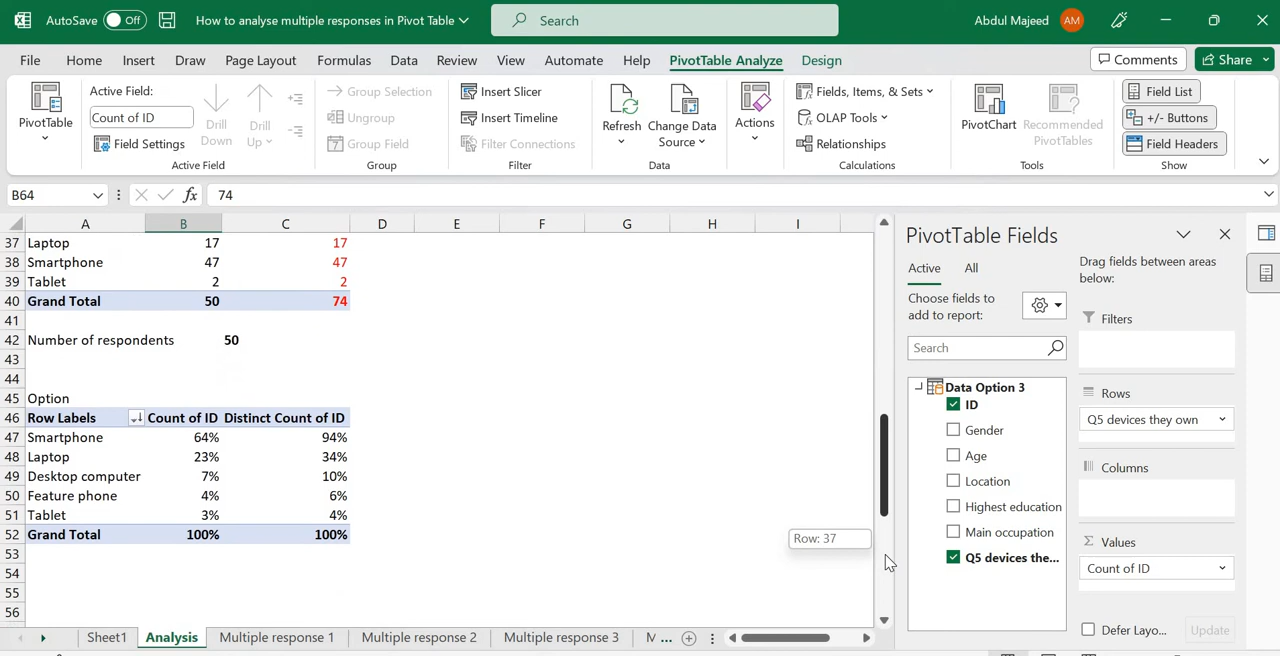 AutoSave Off How to analyse multiple responses in Pivot Table Search Abdul Majeed AM
File Home Insert Draw Page Layout Formulas Data Review View Automate Help PivotTable Analyze Design Comments Share
PivotTable
Active Field:
Count of ID
Field Settings
Drill Down
Drill Up
Active Field
Group Selection
Ungroup
Group Field
Group
Insert Slicer
Insert Timeline
Filter Connections
Filter
Refresh
Change Data Source
Data
Actions
Fields, Items, & Sets
OLAP Tools
Relationships
Calculations
PivotChart
Recommended PivotTables
Tools
Field List
+/- Buttons
Field Headers
Show
B64 fx 74
A B C D E F G H I
37 Laptop 17 17
38 Smartphone 47 47
39 Tablet 2 2
40 Grand Total 50 74
41
42 Number of respondents 50
43
44
45 Option
46 Row Labels Count of ID Distinct Count of ID
47 Smartphone 64% 94%
48 Laptop 23% 34%
49 Desktop computer 7% 10%
50 Feature phone 4% 6%
51 Tablet 3% 4%
52 Grand Total 100% 100%
53
54
55
56
Row: 37
Sheet1 Analysis Multiple response 1 Multiple response 2 Multiple response 3 M ...
PivotTable Fields
Active All
Choose fields to
add to report:
Search
Data Option 3
ID
Gender
Age
Location
Highest education
Main occupation
Q5 devices the...
Drag fields between areas
below:
Filters
Rows
Q5 devices they own
Columns
Σ Values
Count of ID
Defer Layo... Update